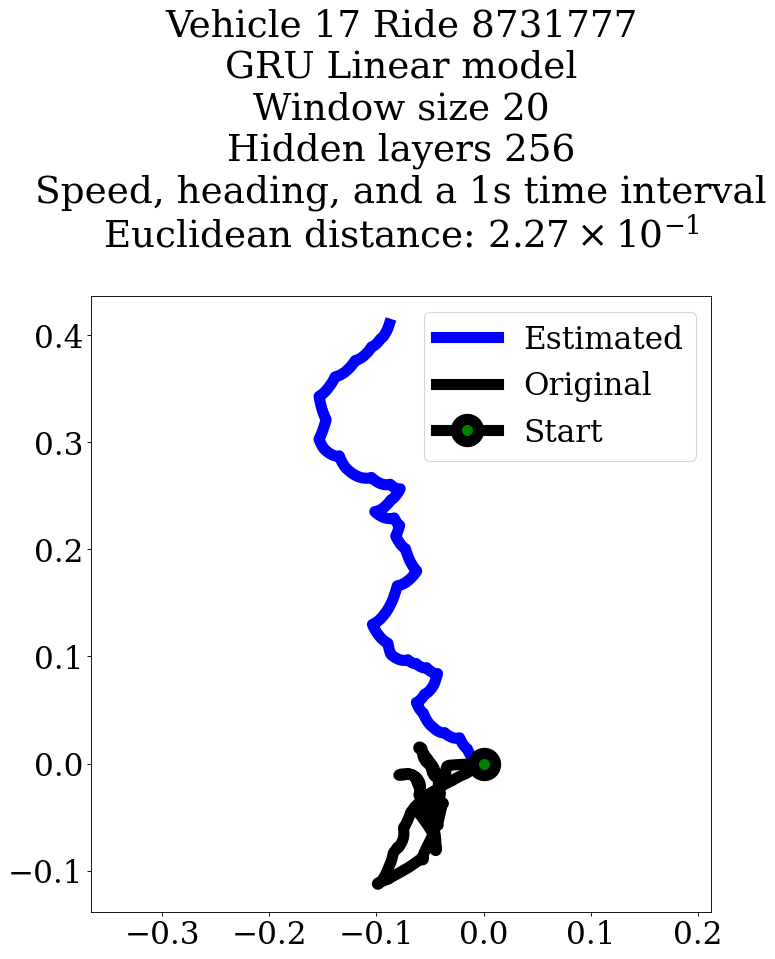 Vehicle 17 Ride 8731777
GRU Linear model
Window size 20
Hidden layers 256
Speed, heading, and a 1s time interval
Euclidean distance: 2.27 × 10⁻¹
Estimated
Original
Start
0.4
0.3
0.2
0.1
0.0
−0.1
−0.3 −0.2 −0.1 0.0 0.1 0.2